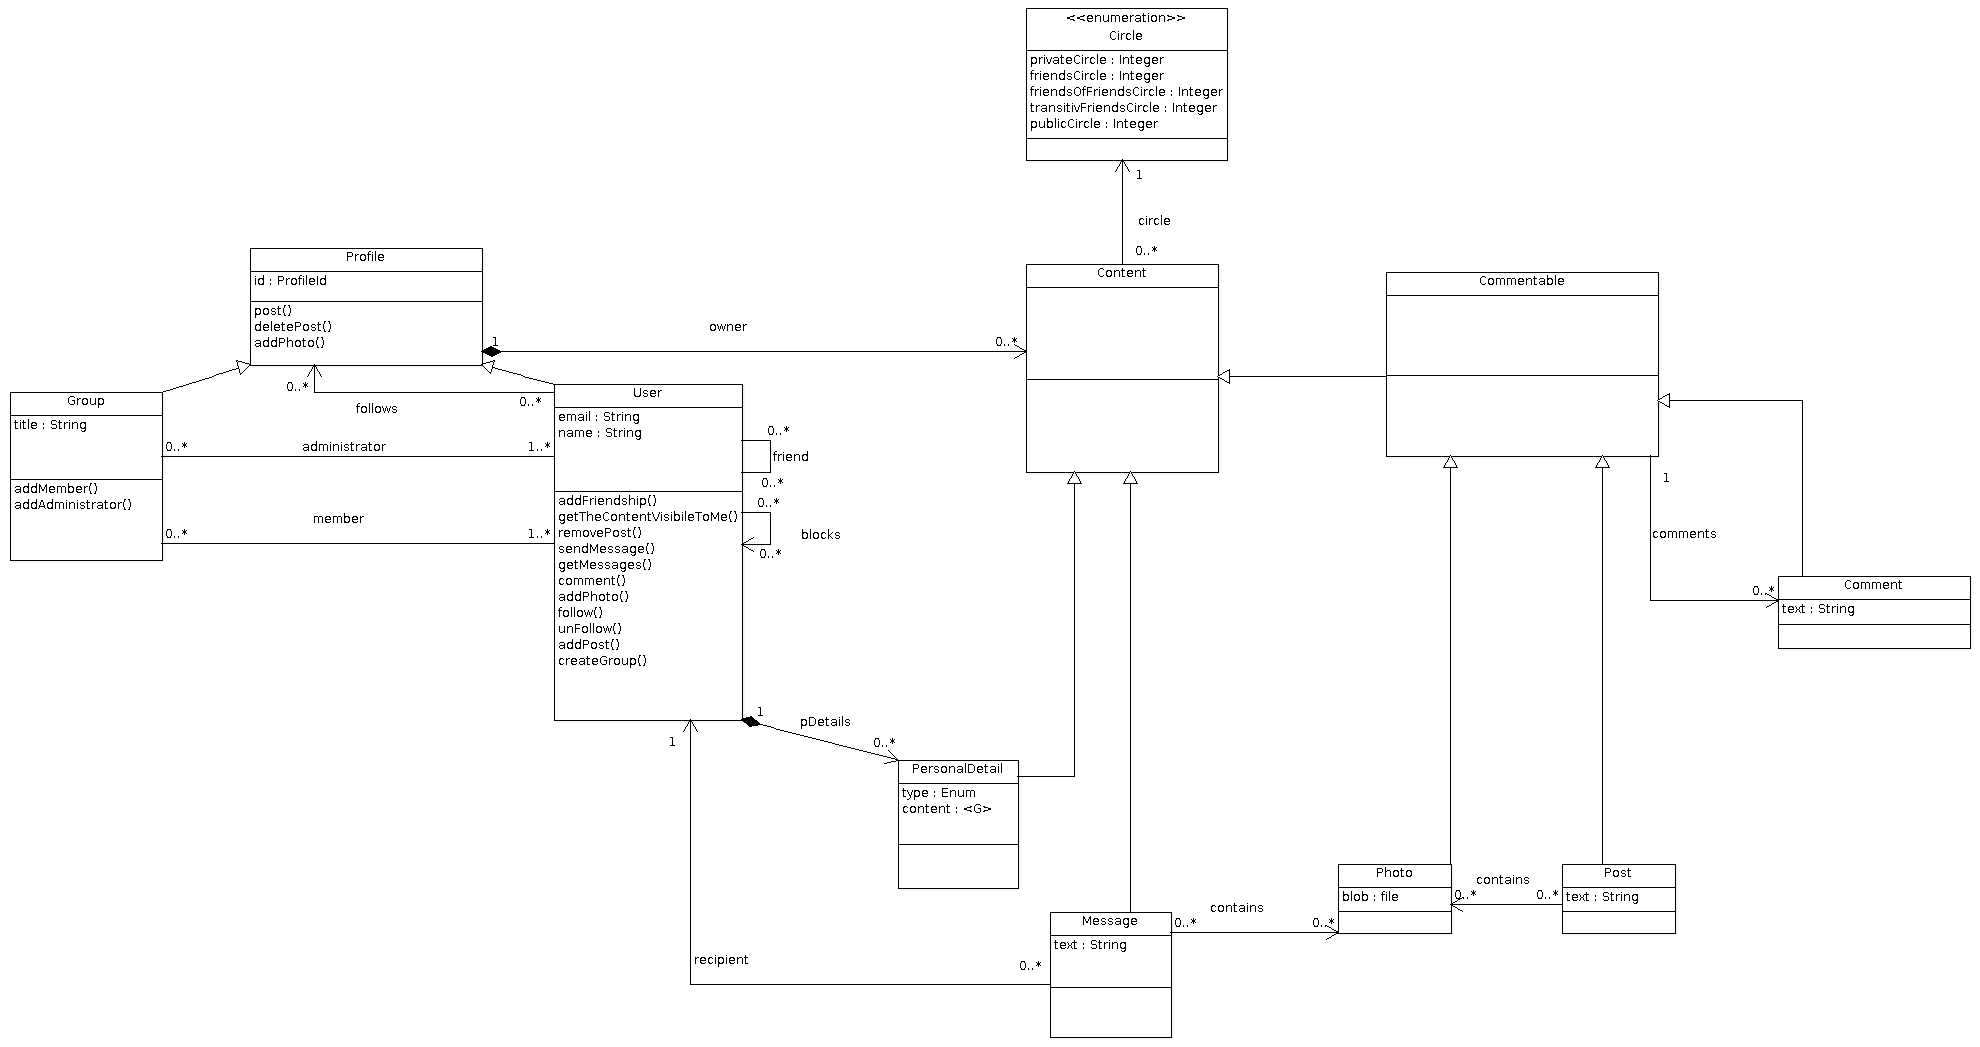 <<enumeration>>
Circle
privateCircle : Integer
friendsCircle : Integer
friendsOfFriendsCircle : Integer
transitivFriendsCircle : Integer
publicCircle : Integer
1
circle
0..*
Profile
id : ProfileId
post()
deletePost()
addPhoto()
1
owner
0..*
Content
Commentable
Group
title : String
addMember()
addAdministrator()
0..*
follows
0..*
0..*
administrator
1..*
0..*
member
1..*
User
email : String
name : String
addFriendship()
getTheContentVisibileToMe()
removePost()
sendMessage()
getMessages()
comment()
addPhoto()
follow()
unFollow()
addPost()
createGroup()
0..*
friend
0..*
0..*
blocks
0..*
1
comments
0..*
Comment
text : String
1
pDetails
0..*
PersonalDetail
type : Enum
content : <G>
1
recipient
0..*
Message
text : String
0..*
contains
0..*
Photo
blob : file
0..*
contains
0..*
Post
text : String